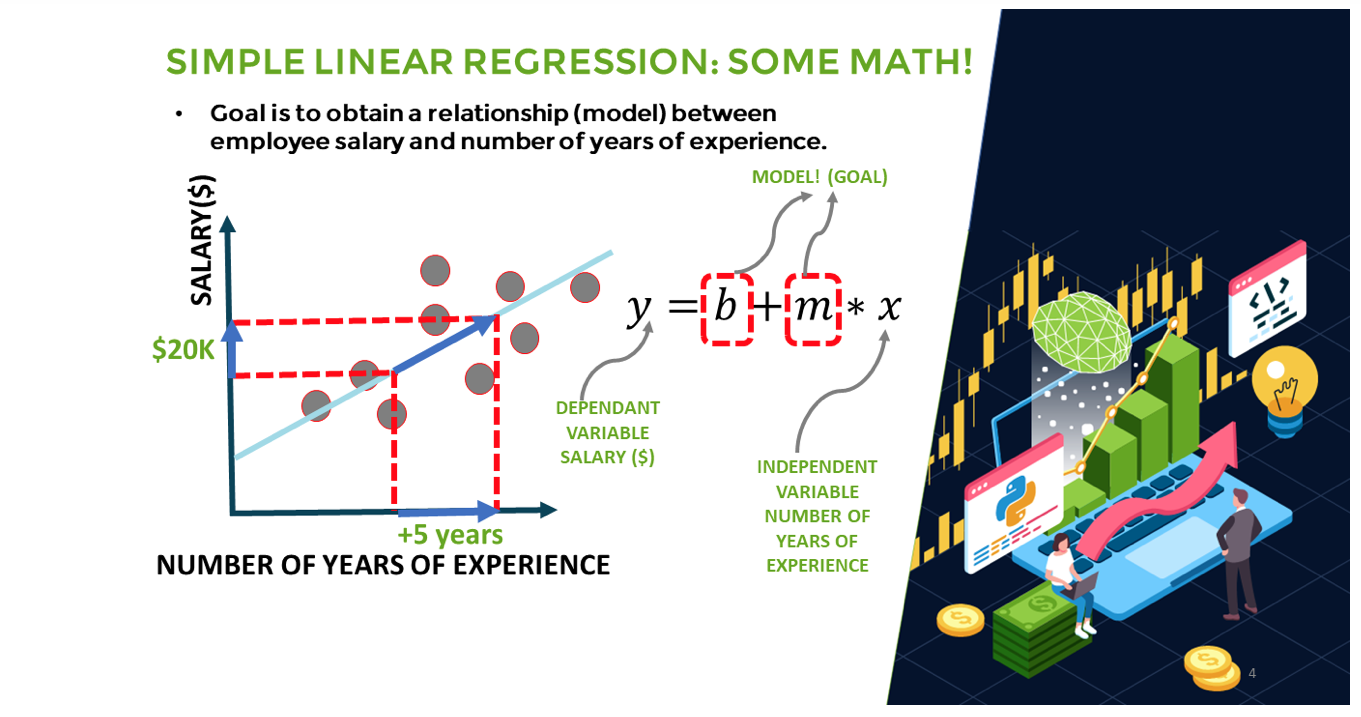 SIMPLE LINEAR REGRESSION: SOME MATH!
• Goal is to obtain a relationship (model) between
employee salary and number of years of experience.
MODEL! (GOAL)
SALARY($)
y = b + m * x
$20K
DEPENDANT
VARIABLE
SALARY ($)
INDEPENDENT
VARIABLE
NUMBER OF
YEARS OF
EXPERIENCE
+5 years
NUMBER OF YEARS OF EXPERIENCE
</>
$
$
$
4